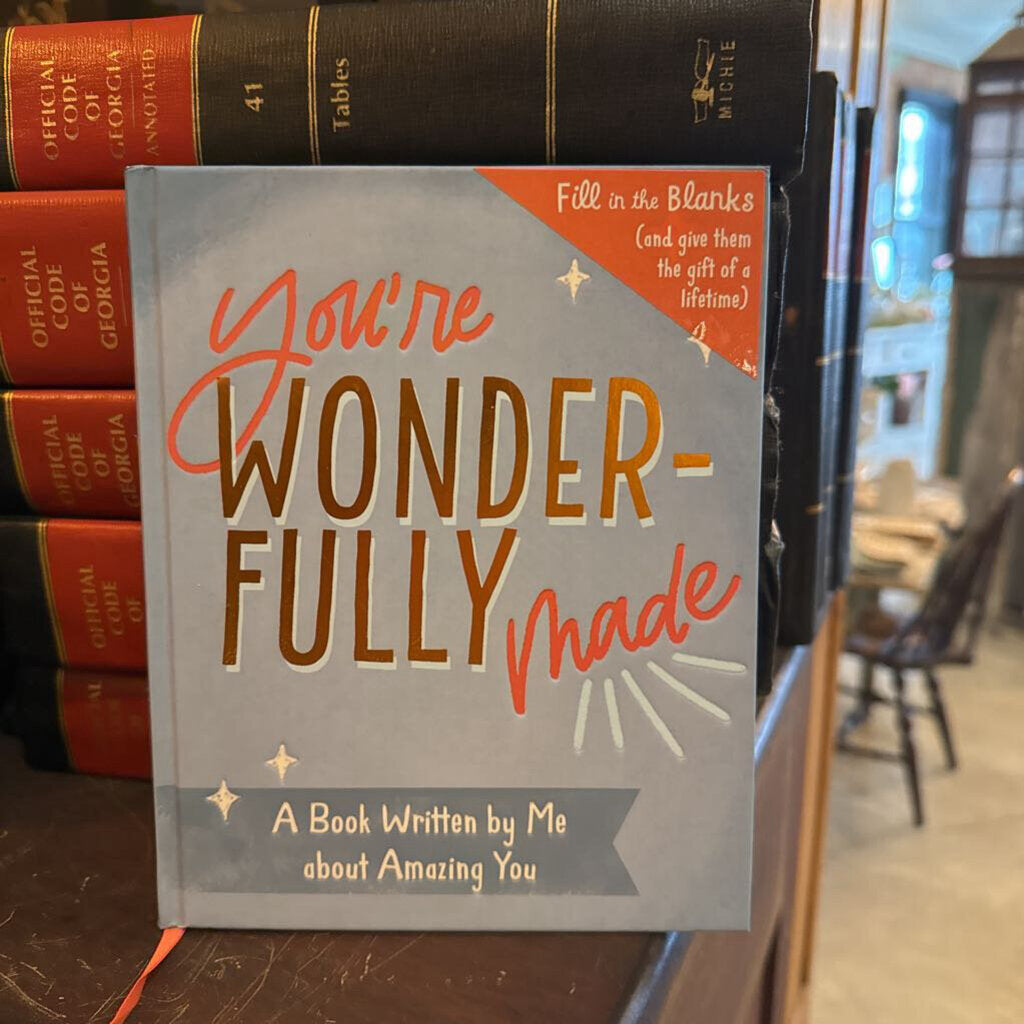 OFFICIAL
CODE
OF
GEORGIA
ANNOTATED
41
Tables
MICHIE
OFFICIAL
CODE
OF
GEORGIA
OFFICIAL
CODE
OF
GEORGIA
OFFICIAL
CODE
OF
Fill in the Blanks
(and give them
the gift of a
lifetime)
You're
WONDER-
FULLY
made
A Book Written by Me
about Amazing You